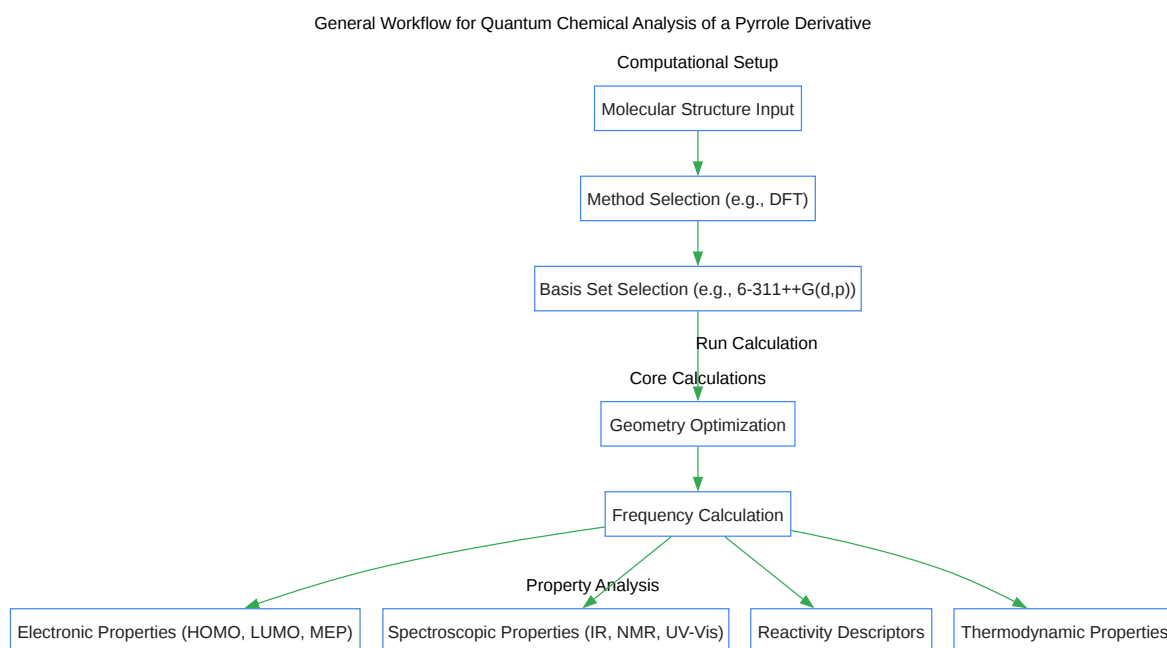 General Workflow for Quantum Chemical Analysis of a Pyrrole Derivative
Computational Setup
Molecular Structure Input
Method Selection (e.g., DFT)
Basis Set Selection (e.g., 6-311++G(d,p))
Run Calculation
Core Calculations
Geometry Optimization
Frequency Calculation
Property Analysis
Electronic Properties (HOMO, LUMO, MEP)
Spectroscopic Properties (IR, NMR, UV-Vis)
Reactivity Descriptors
Thermodynamic Properties